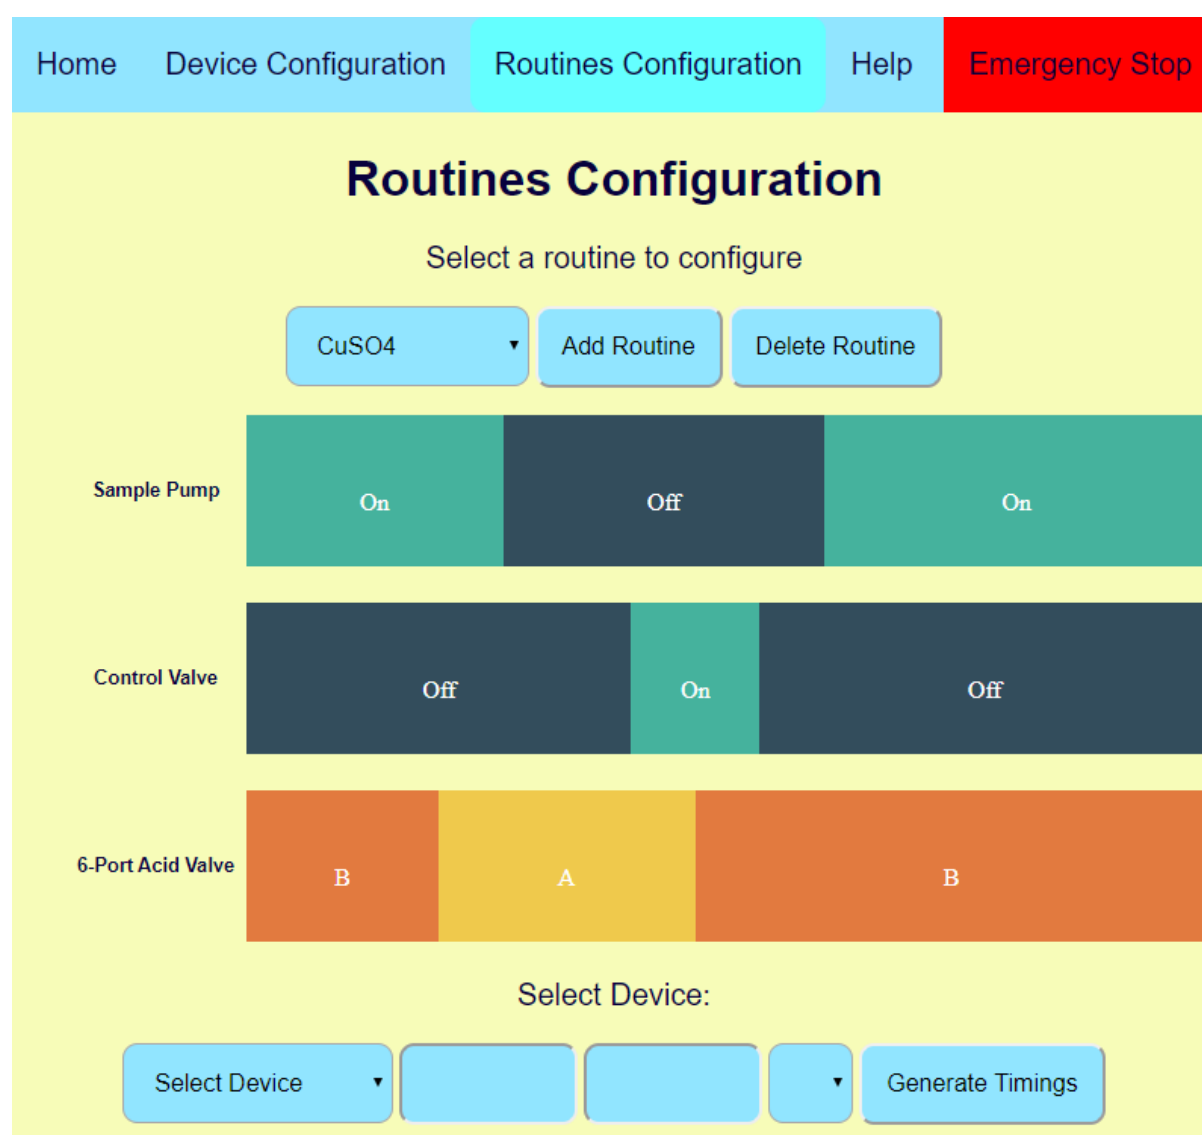 Home Device Configuration Routines Configuration Help Emergency Stop
Routines Configuration
Select a routine to configure
CuSO4 Add Routine Delete Routine
Sample Pump On Off On
Control Valve Off On Off
6-Port Acid Valve B A B
Select Device:
Select Device Generate Timings